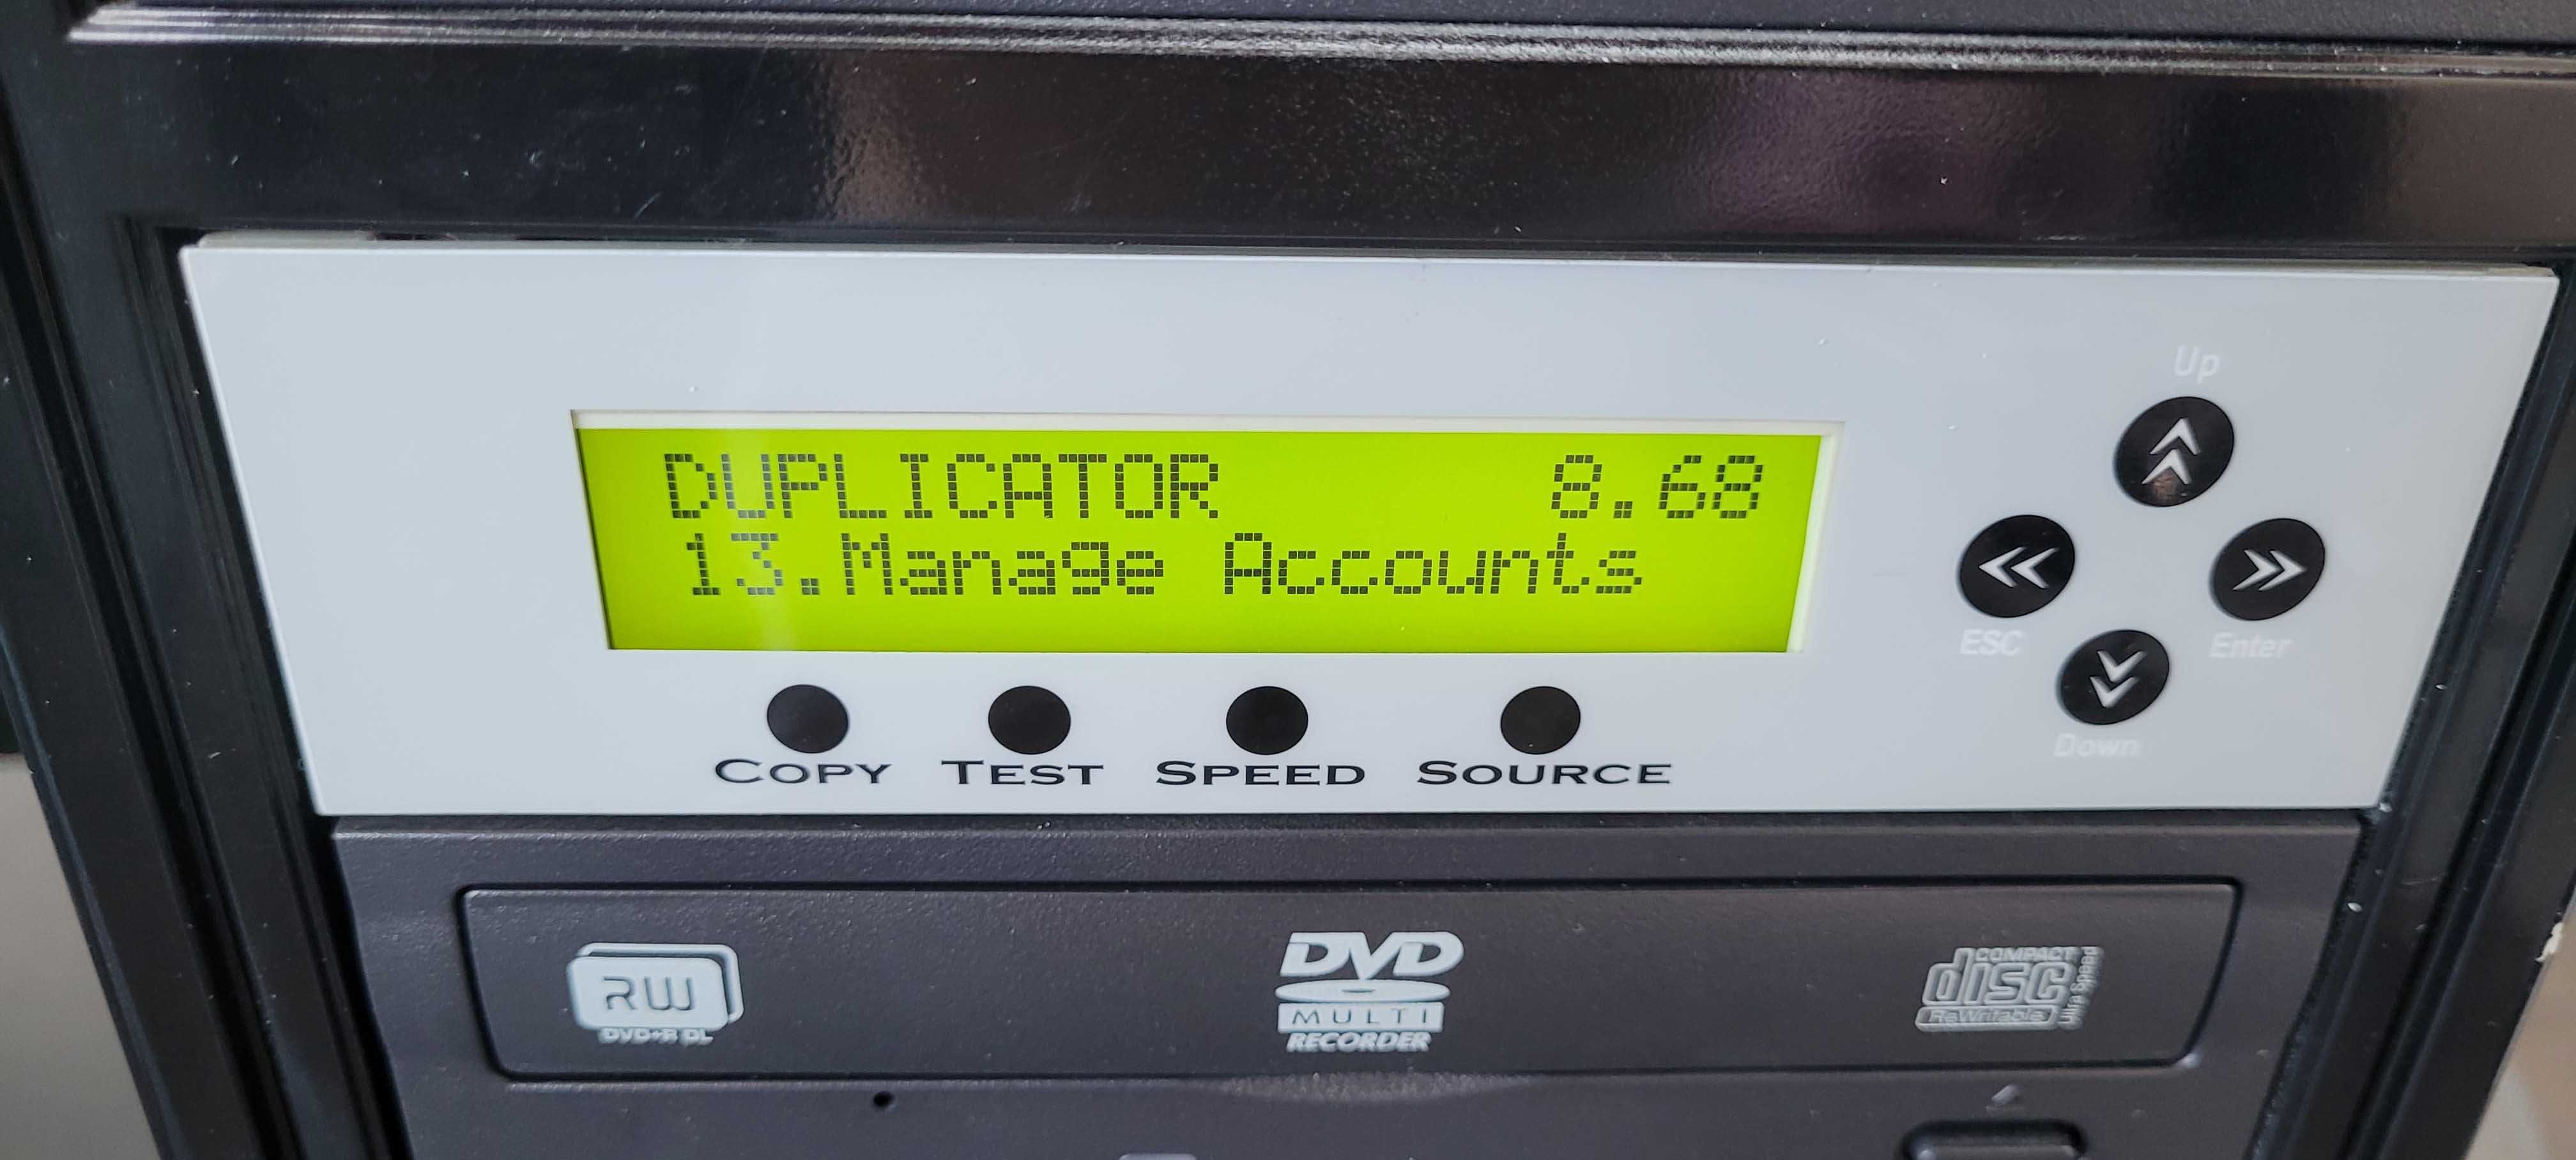 Up
DUPLICATOR 8.68
13.Manage Accounts
ESC
Enter
Down
COPY TEST SPEED SOURCE
RW
DVD+R DL
DVD
MULTI
RECORDER
COMPACT
disc
ReWritable
Ultra Speed